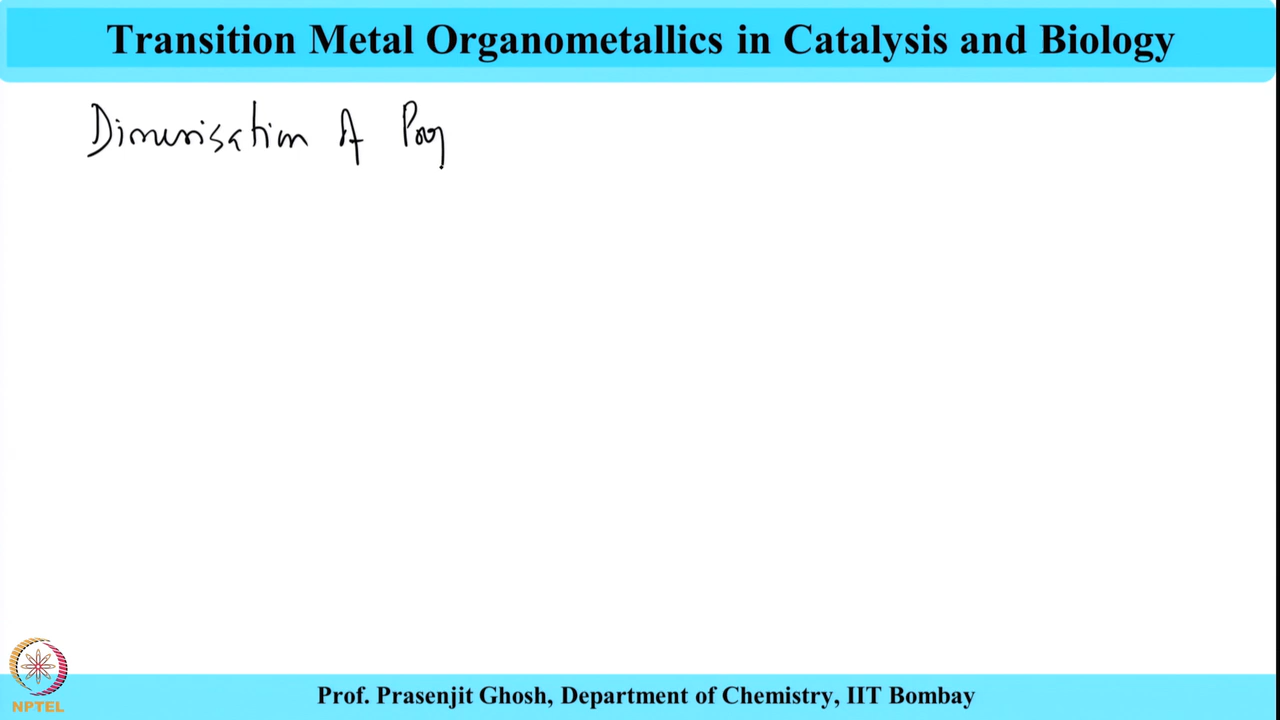 Transition Metal Organometallics in Catalysis and Biology
Dimerisation of
NPTEL
Prof. Prasenjit Ghosh, Department of Chemistry, IIT Bombay